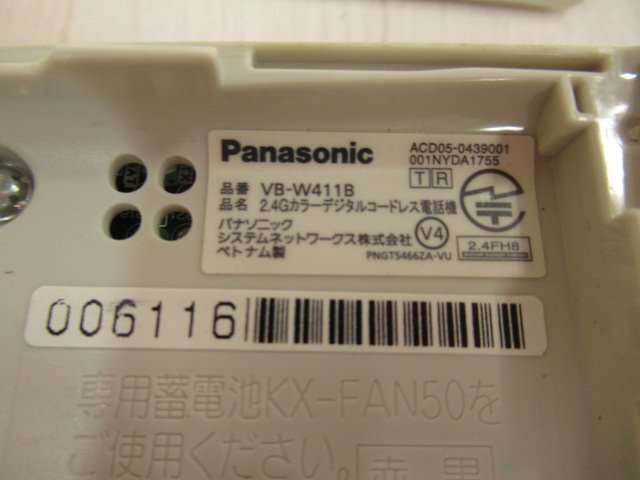 Panasonic
ACD05-0439001
001NYDA1755
T R
品番 VB-W411B
品名 2.4Gカラーデジタルコードレス電話機
パナソニック
システムネットワークス株式会社
ベトナム製
V4
2.4FH8
PNGT5466ZA-VU
006116
専用蓄電池KX-FAN50を
ご使用ください。
赤 黒